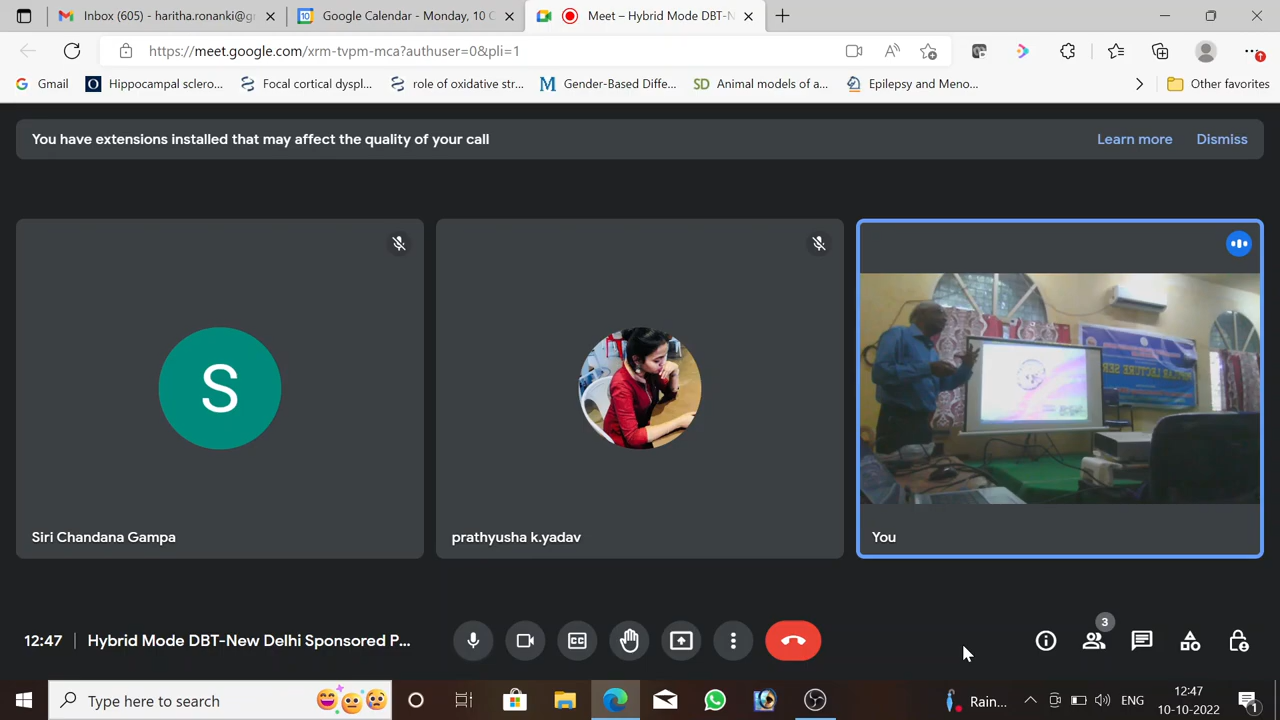 Inbox (605) - haritha.ronanki@gr
Google Calendar - Monday, 10 O
Meet – Hybrid Mode DBT-N
https://meet.google.com/xrm-tvpm-mca?authuser=0&pli=1
Gmail
Hippocampal sclero...
Focal cortical dyspl...
role of oxidative str...
Gender-Based Diffe...
SD Animal models of a...
Epilepsy and Meno...
Other favorites
You have extensions installed that may affect the quality of your call
Learn more
Dismiss
S
LECTURE
Siri Chandana Gampa
prathyusha k.yadav
You
3
12:47 | Hybrid Mode DBT-New Delhi Sponsored P...
Type here to search
Rain...
ENG
12:47
10-10-2022
1